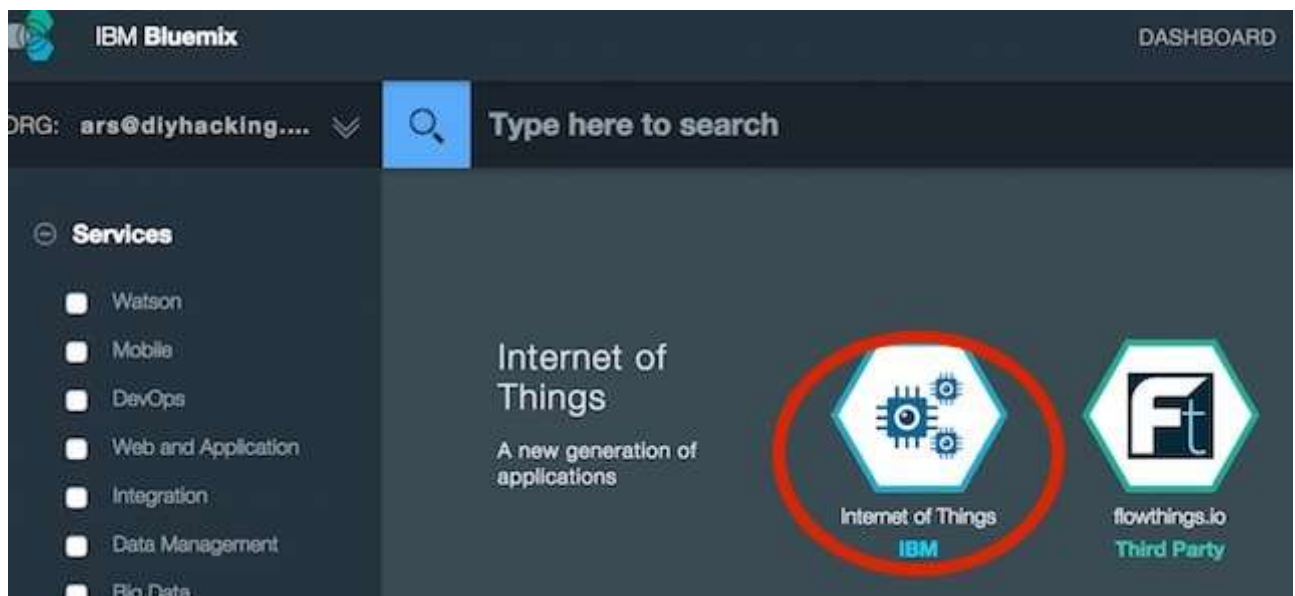 IBM Bluemix
DASHBOARD
ORG: ars@diyhacking....
Type here to search
Services
Watson
Mobile
DevOps
Web and Application
Integration
Data Management
Big Data
Internet of
Things
A new generation of
applications
Internet of Things
IBM
Ft
flowthings.io
Third Party